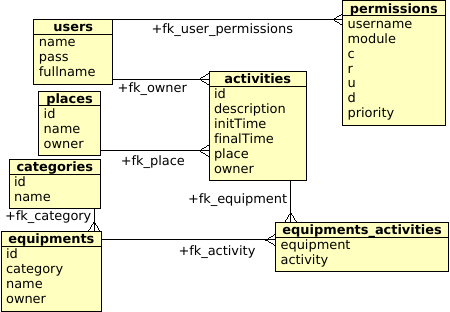 users
name
pass
fullname
+fk_user_permissions
permissions
username
module
c
r
u
d
priority
+fk_owner
activities
id
description
initTime
finalTime
place
owner
places
id
name
owner
+fk_place
categories
id
name
+fk_category
+fk_equipment
equipments
id
category
name
owner
+fk_activity
equipments_activities
equipment
activity